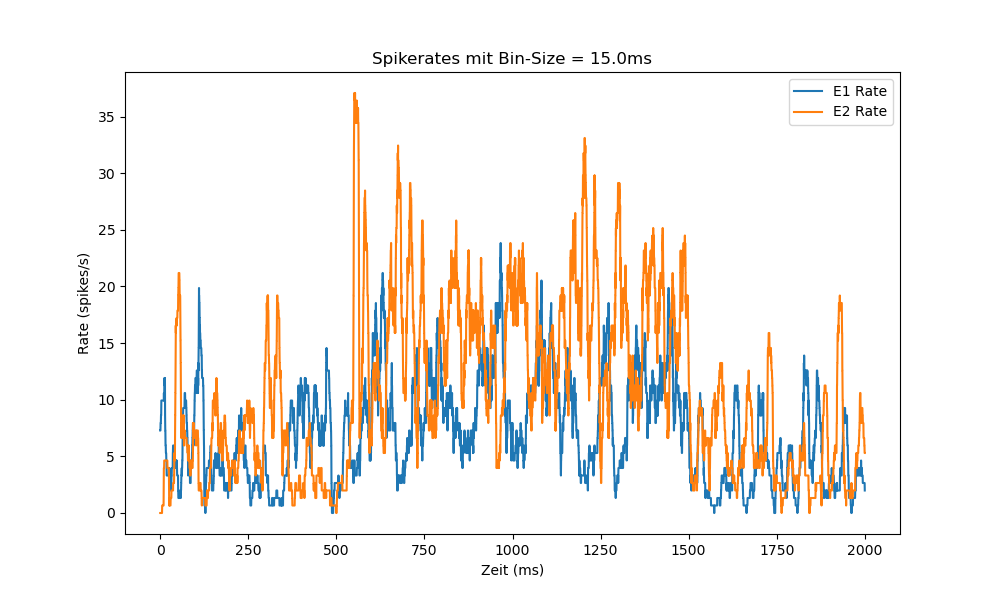 Spikerates mit Bin-Size = 15.0ms
E1 Rate
E2 Rate
Rate (spikes/s)
35
30
25
20
15
10
5
0
0 250 500 750 1000 1250 1500 1750 2000
Zeit (ms)